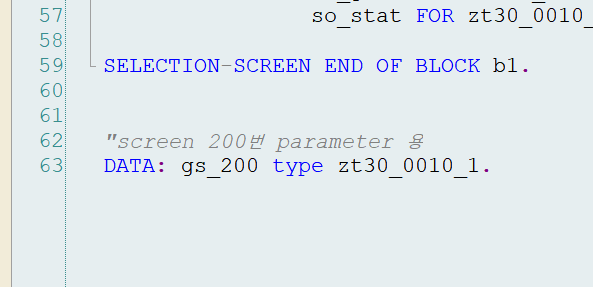 57 so_stat FOR zt30_0010_
58
59 SELECTION-SCREEN END OF BLOCK b1.
60
61
62 "screen 200번 parameter 용
63 DATA: gs_200 type zt30_0010_1.